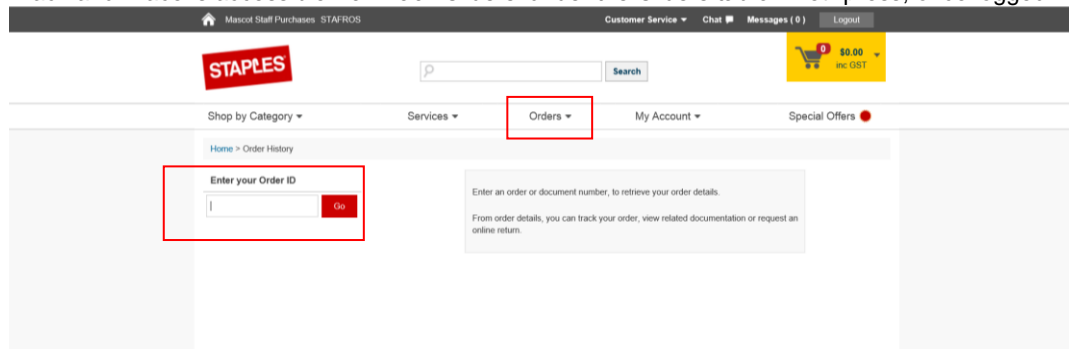 Mascot Staff Purchases STAFROS
Customer Service Chat Messages ( 0 ) Logout
STAPLES
Search
0
$0.00
inc GST
Shop by Category Services Orders My Account Special Offers
Home > Order History
Enter your Order ID
Go
Enter an order or document number, to retrieve your order details.
From order details, you can track your order, view related documentation or request an
online return.